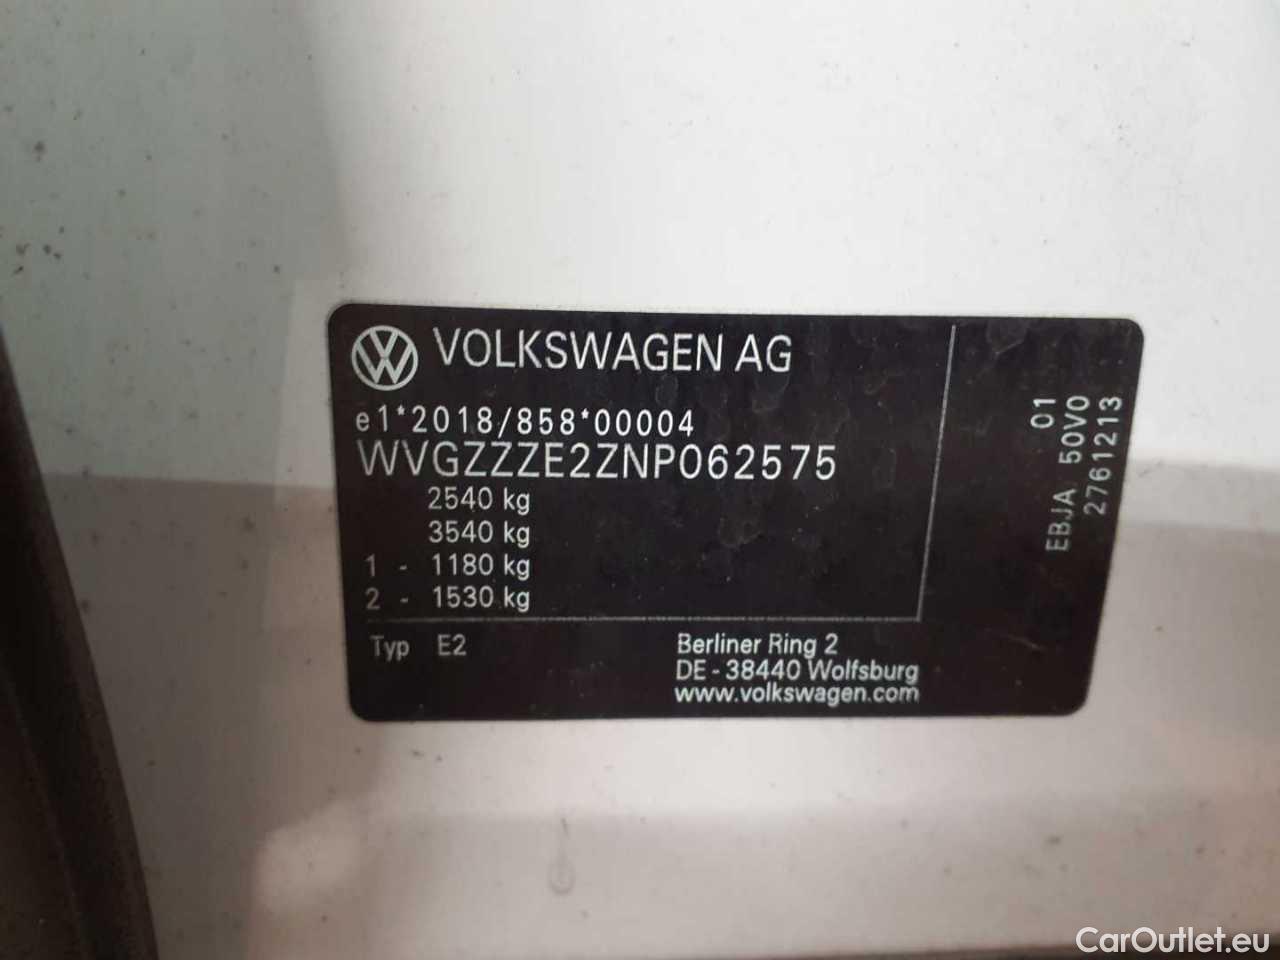 VOLKSWAGEN AG
e1*2018/858*00004
WVGZZZE2ZNP062575
2540 kg
3540 kg
1 - 1180 kg
2 - 1530 kg
Typ E2
Berliner Ring 2
DE - 38440 Wolfsburg
www.volkswagen.com
01
EBJA 50V0
2761213
CarOutlet.eu